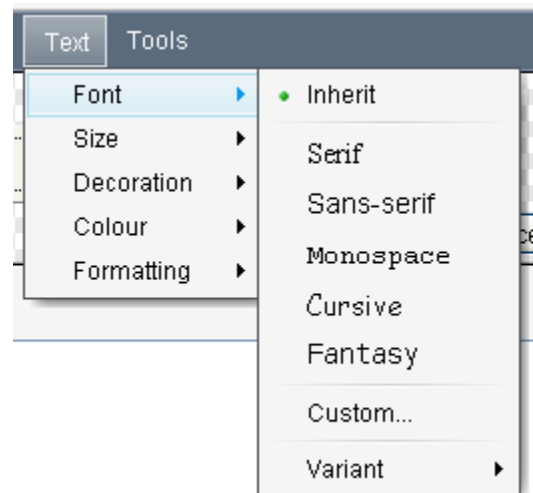 Text Tools
Font
Size
Decoration
Colour
Formatting
Inherit
Serif
Sans-serif
Monospace
Cursive
Fantasy
Custom...
Variant